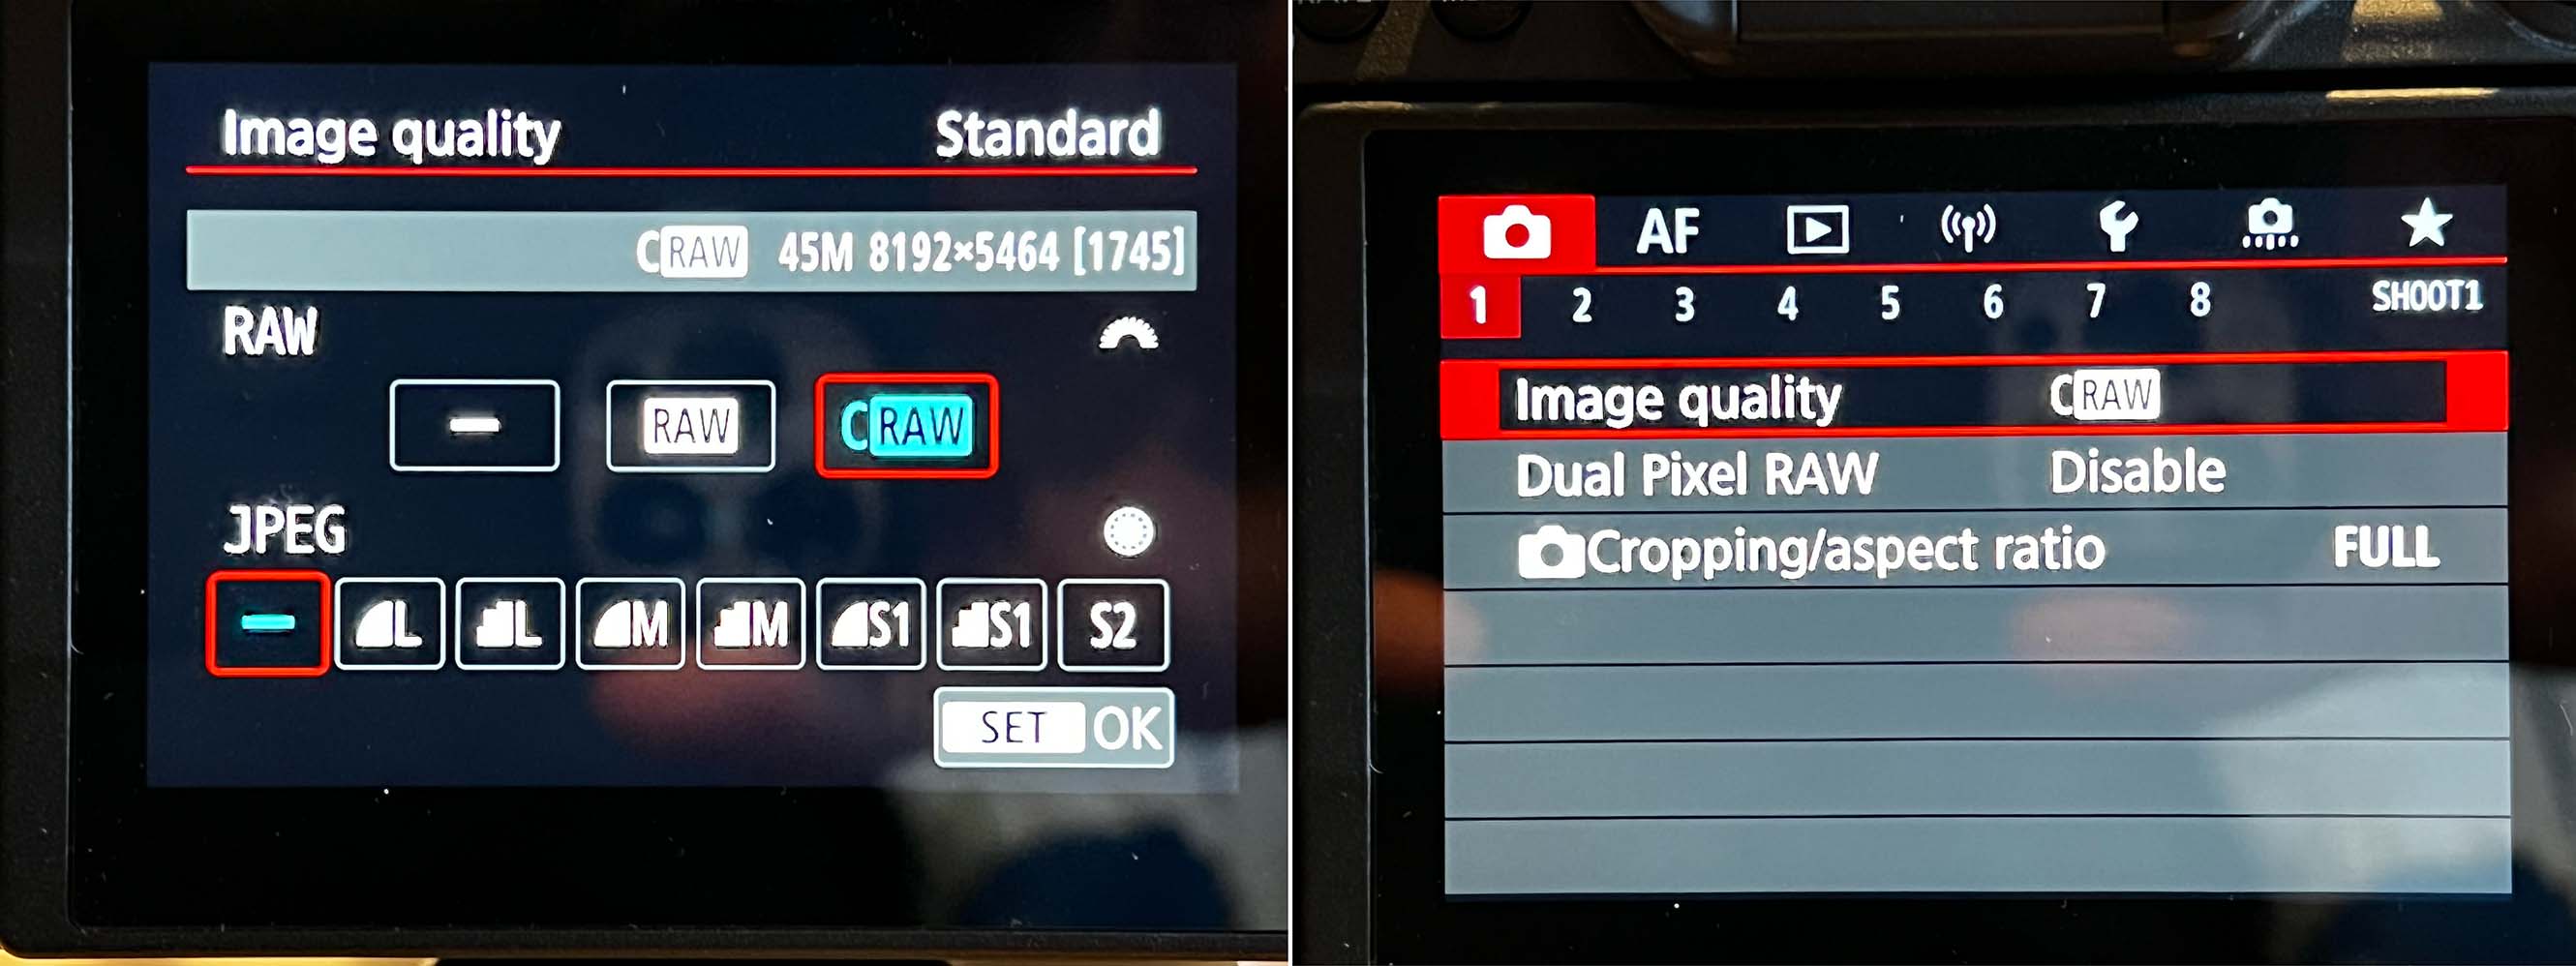 Image quality Standard
CRAW 45M 8192×5464 [1745]
RAW
RAW CRAW
JPEG
L L M M S1 S1 S2
SET OK
AF
1 2 3 4 5 6 7 8 SHOOT1
Image quality CRAW
Dual Pixel RAW Disable
Cropping/aspect ratio FULL